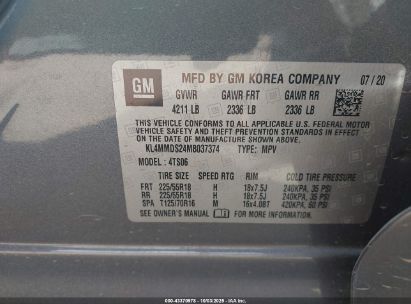 GM
MFD BY GM KOREA COMPANY 07 / 20
GVWR GAWR FRT GAWR RR
4211 LB 2336 LB 2336 LB
THIS VEHICLE CONFORMS TO ALL APPLICABLE U.S. FEDERAL MOTOR
VEHICLE SAFETY, BUMPER, AND THEFT PREVENTION STANDARDS IN
EFFECT ON THE DATE OF MANUFACTURE SHOWN ABOVE.
KL4MMDS24MB037374 TYPE: MPV
MODEL: 4TS06
TIRE SIZE SPEED RTG RIM COLD TIRE PRESSURE
FRT 225/55R18 H 18x7.5J 240KPA, 35 PSI
RR 225/55R18 H 18x7.5J 240KPA, 35 PSI
SPA T125/70R16 M 16x4.0BT 420KPA, 60 PSI
SEE OWNER'S MANUAL FOR MORE INFORMATION.